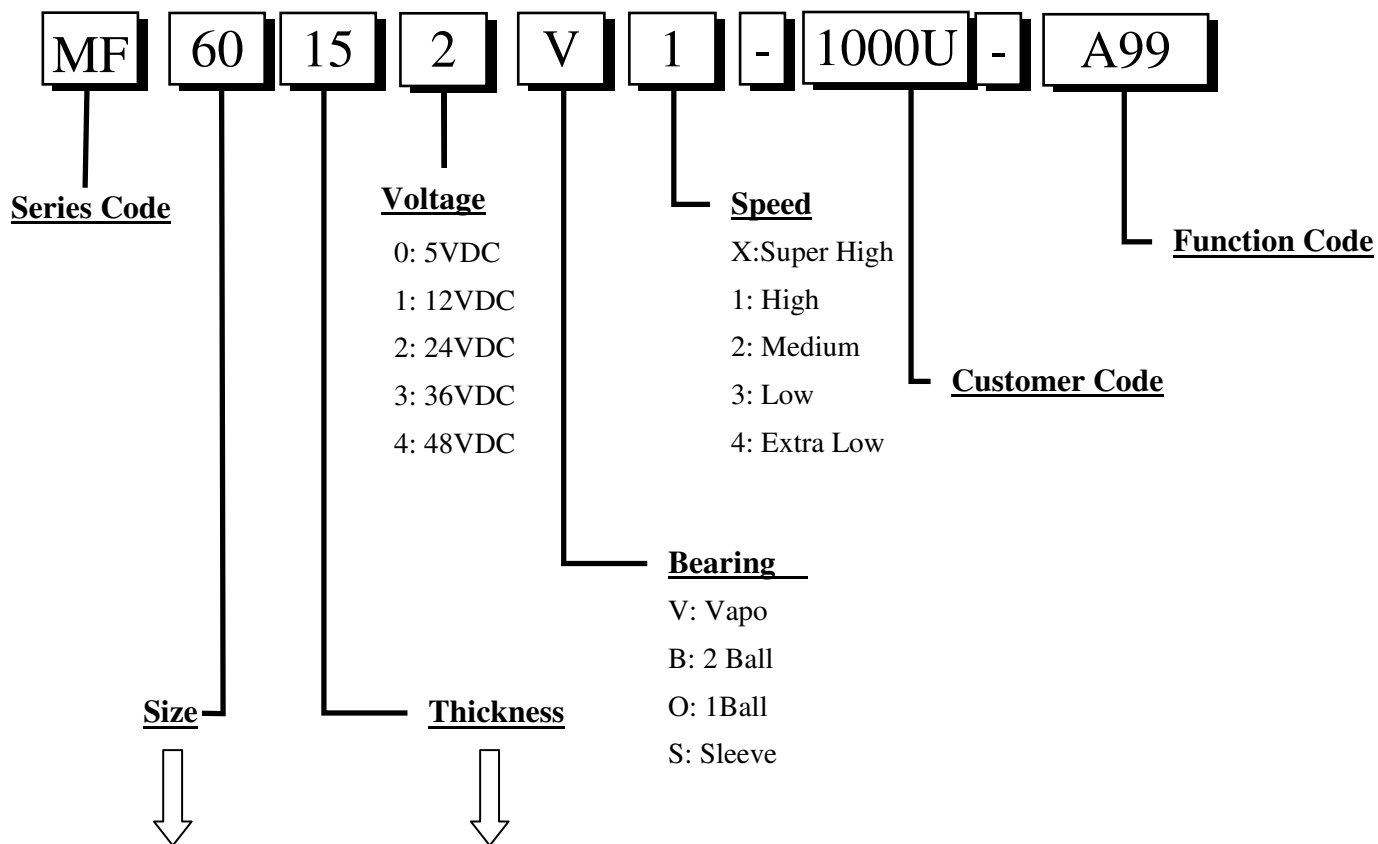 MF 60 15 2 V 1 - 1000U - A99
Series Code
Voltage
0: 5VDC
1: 12VDC
2: 24VDC
3: 36VDC
4: 48VDC
Speed
X:Super High
1: High
2: Medium
3: Low
4: Extra Low
Function Code
Customer Code
Bearing
V: Vapo
B: 2 Ball
O: 1Ball
S: Sleeve
Size
Thickness